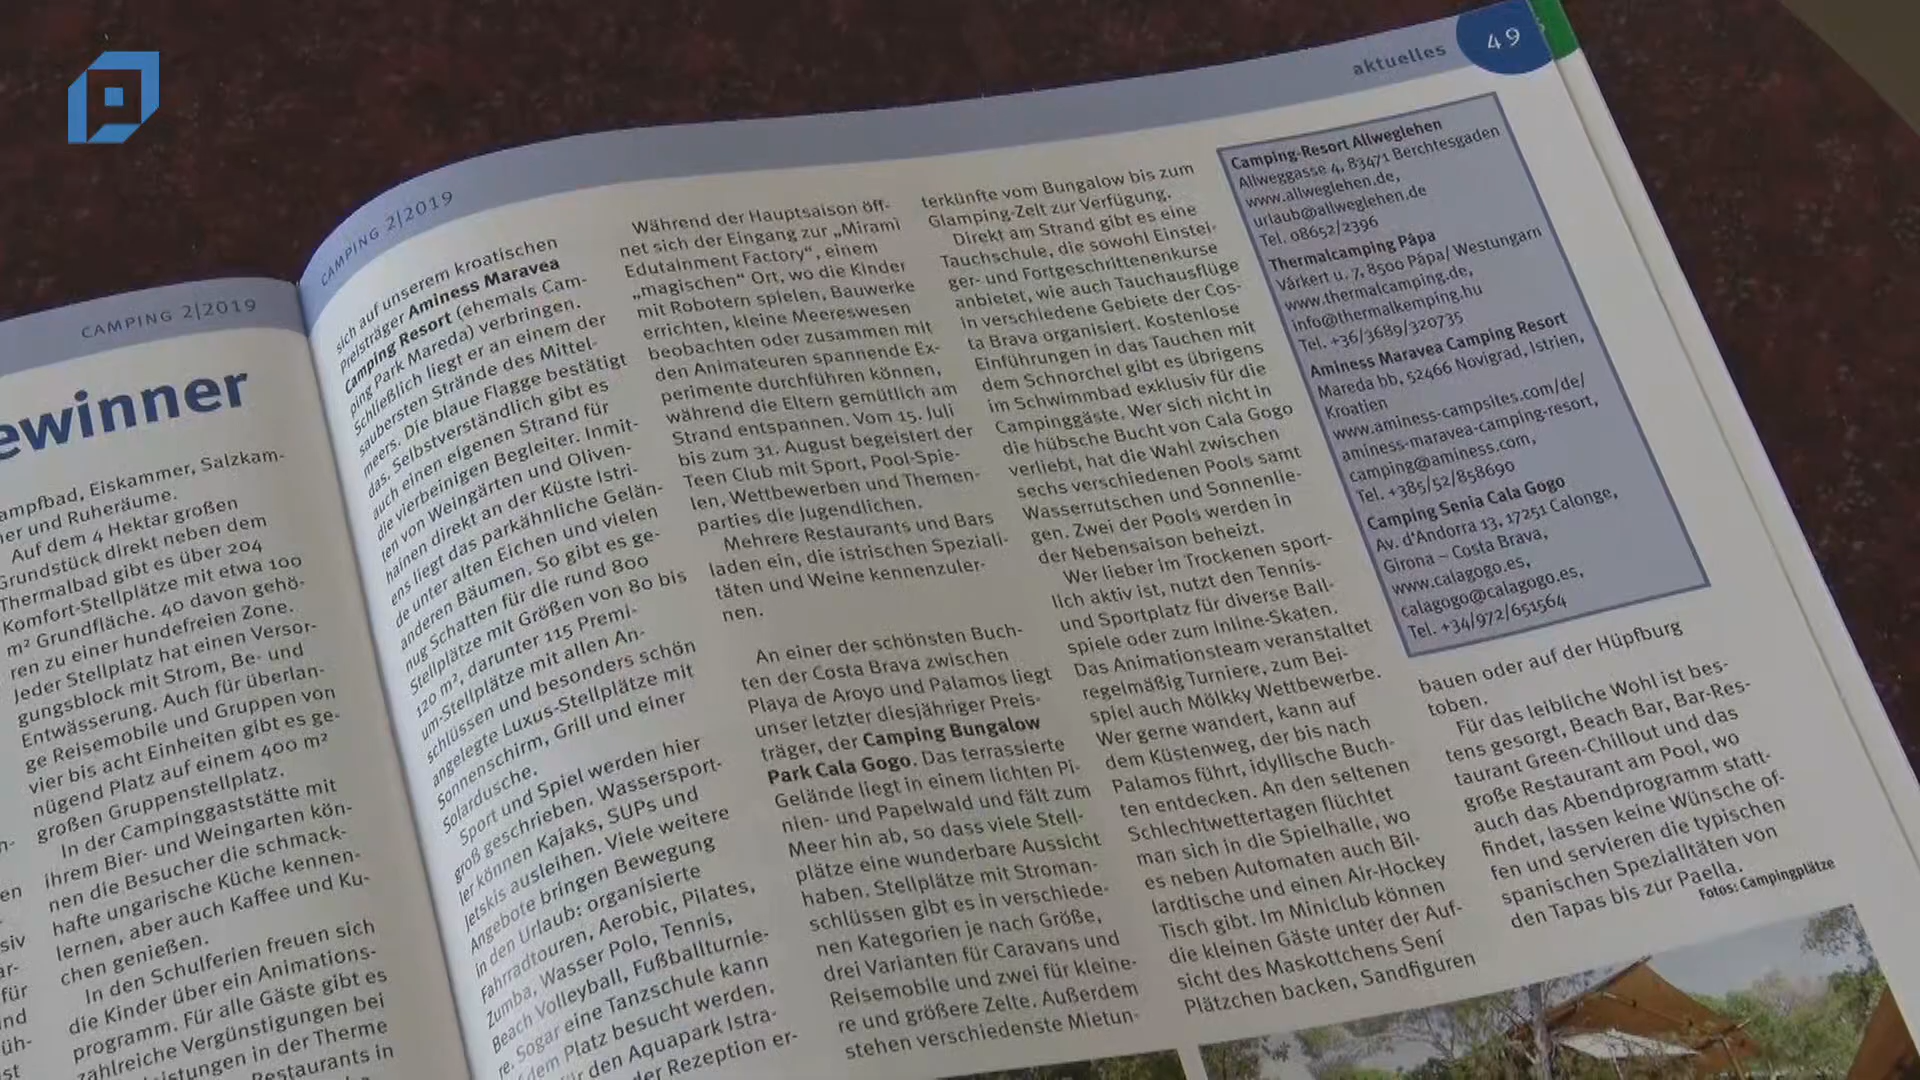 CAMPING 2|2019
ewinner
ampfbad, Eiskammer, Salzkam-
er und Ruheräume.
Auf dem 4 Hektar großen
Grundstück direkt neben dem
Thermalbad gibt es über 204
Komfort-Stellplätze mit etwa 100
m² Grundfläche. 40 davon gehö-
ren zu einer hundefreien Zone.
Jeder Stellplatz hat einen Versor-
gungsblock mit Strom, Be- und
Entwässerung. Auch für überlan-
ge Reisemobile und Gruppen von
vier bis acht Einheiten gibt es ge-
nügend Platz auf einem 400 m²
großen Gruppenstellplatz.
In der Campinggaststätte mit
ihrem Bier- und Weingarten kön-
nen die Besucher die schmack-
hafte ungarische Küche kennen-
lernen, aber auch Kaffee und Ku-
chen genießen.
In den Schulferien freuen sich
die Kinder über ein Animations-
programm. Für alle Gäste gibt es
zahlreiche Vergünstigungen bei
istungen in der Therme
Restaurants in
CAMPING 2|2019
aktuelles
49
sich auf unserem kroatischen
Preisträger Aminess Maravea
Camping Resort (ehemals Cam-
ping Park Mareda) verbringen.
Schließlich liegt er an einem der
saubersten Strände des Mittel-
meers. Die blaue Flagge bestätigt
das. Selbstverständlich gibt es
auch einen eigenen Strand für
die vierbeinigen Begleiter. Inmit-
ten von Weingärten und Oliven-
hainen direkt an der Küste Istri-
ens liegt das parkähnliche Gelän-
de unter alten Eichen und vielen
anderen Bäumen. So gibt es ge-
nug Schatten für die rund 800
Stellplätze mit Größen von 80 bis
120 m², darunter 115 Premi-
um-Stellplätze mit allen An-
schlüssen und besonders schön
angelegte Luxus-Stellplätze mit
Sonnenschirm, Grill und einer
Solardusche.
Sport und Spiel werden hier
groß geschrieben. Wassersport-
ler können Kajaks, SUPs und
Jetskis ausleihen. Viele weitere
Angebote bringen Bewegung
in den Urlaub: organisierte
Fahrradtouren, Aerobic, Pilates,
Zumba, Wasser Polo, Tennis,
Beach Volleyball, Fußballturnie-
re. Sogar eine Tanzschule kann
dem Platz besucht werden.
für den Aquapark Istra-
der Rezeption er-
Während der Hauptsaison öff-
net sich der Eingang zur „Mirami
Edutainment Factory“, einem
„magischen“ Ort, wo die Kinder
mit Robotern spielen, Bauwerke
errichten, kleine Meereswesen
beobachten oder zusammen mit
den Animateuren spannende Ex-
perimente durchführen können,
während die Eltern gemütlich am
Strand entspannen. Vom 15. Juli
bis zum 31. August begeistert der
Teen Club mit Sport, Pool-Spie-
len, Wettbewerben und Themen-
parties die Jugendlichen.
Mehrere Restaurants und Bars
laden ein, die istrischen Speziali-
täten und Weine kennenzuler-
nen.
An einer der schönsten Buch-
ten der Costa Brava zwischen
Playa de Aroyo und Palamos liegt
unser letzter diesjähriger Preis-
träger, der Camping Bungalow
Park Cala Gogo. Das terrassierte
Gelände liegt in einem lichten Pi-
nien- und Papelwald und fält zum
Meer hin ab, so dass viele Stell-
plätze eine wunderbare Aussicht
haben. Stellplätze mit Stroman-
schlüssen gibt es in verschiede-
nen Kategorien je nach Größe,
drei Varianten für Caravans und
Reisemobile und zwei für kleine-
re und größere Zelte. Außerdem
stehen verschiedenste Mietun-
terkünfte vom Bungalow bis zum
Glamping-Zelt zur Verfügung.
Direkt am Strand gibt es eine
Tauchschule, die sowohl Einstei-
ger- und Fortgeschrittenenkurse
anbietet, wie auch Tauchausflüge
in verschiedene Gebiete der Cos-
ta Brava organisiert. Kostenlose
Einführungen in das Tauchen mit
dem Schnorchel gibt es übrigens
im Schwimmbad exklusiv für die
Campinggäste. Wer sich nicht in
die hübsche Bucht von Cala Gogo
verliebt, hat die Wahl zwischen
sechs verschiedenen Pools samt
Wasserrutschen und Sonnenlie-
gen. Zwei der Pools werden in
der Nebensaison beheizt.
Wer lieber im Trockenen sport-
lich aktiv ist, nutzt den Tennis-
und Sportplatz für diverse Ball-
spiele oder zum Inline-Skaten.
Das Animationsteam veranstaltet
regelmäßig Turniere, zum Bei-
spiel auch Mölkky Wettbewerbe.
Wer gerne wandert, kann auf
dem Küstenweg, der bis nach
Palamos führt, idyllische Buch-
ten entdecken. An den seltenen
Schlechtwettertagen flüchtet
man sich in die Spielhalle, wo
es neben Automaten auch Bil-
lardtische und einen Air-Hockey
Tisch gibt. Im Miniclub können
die kleinen Gäste unter der Auf-
sicht des Maskottchens Sení
Plätzchen backen, Sandfiguren
Camping-Resort Allweglehen
Allweggasse 4, 83471 Berchtesgaden
www.allweglehen.de,
urlaub@allweglehen.de
Tel. 08652/2396
Thermalcamping Pápa
Várkert u. 7, 8500 Pápa/ Westungarn
www.thermalcamping.de,
info@thermalkemping.hu
Tel. +36/3689/320735
Aminess Maravea Camping Resort
Mareda bb, 52466 Novigrad, Istrien,
Kroatien
www.aminess-campsites.com/de/
aminess-maravea-camping-resort,
camping@aminess.com,
Tel. +385/52/858690
Camping Senia Cala Gogo
Av. d'Andorra 13, 17251 Calonge,
Girona – Costa Brava,
www.calagogo.es,
calagogo@calagogo.es,
Tel. +34/972/651564
bauen oder auf der Hüpfburg
toben.
Für das leibliche Wohl ist bes-
tens gesorgt, Beach Bar, Bar-Res-
taurant Green-Chillout und das
große Restaurant am Pool, wo
auch das Abendprogramm statt-
findet, lassen keine Wünsche of-
fen und servieren die typischen
spanischen Spezialitäten von
den Tapas bis zur Paella.
Fotos: Campingplätze